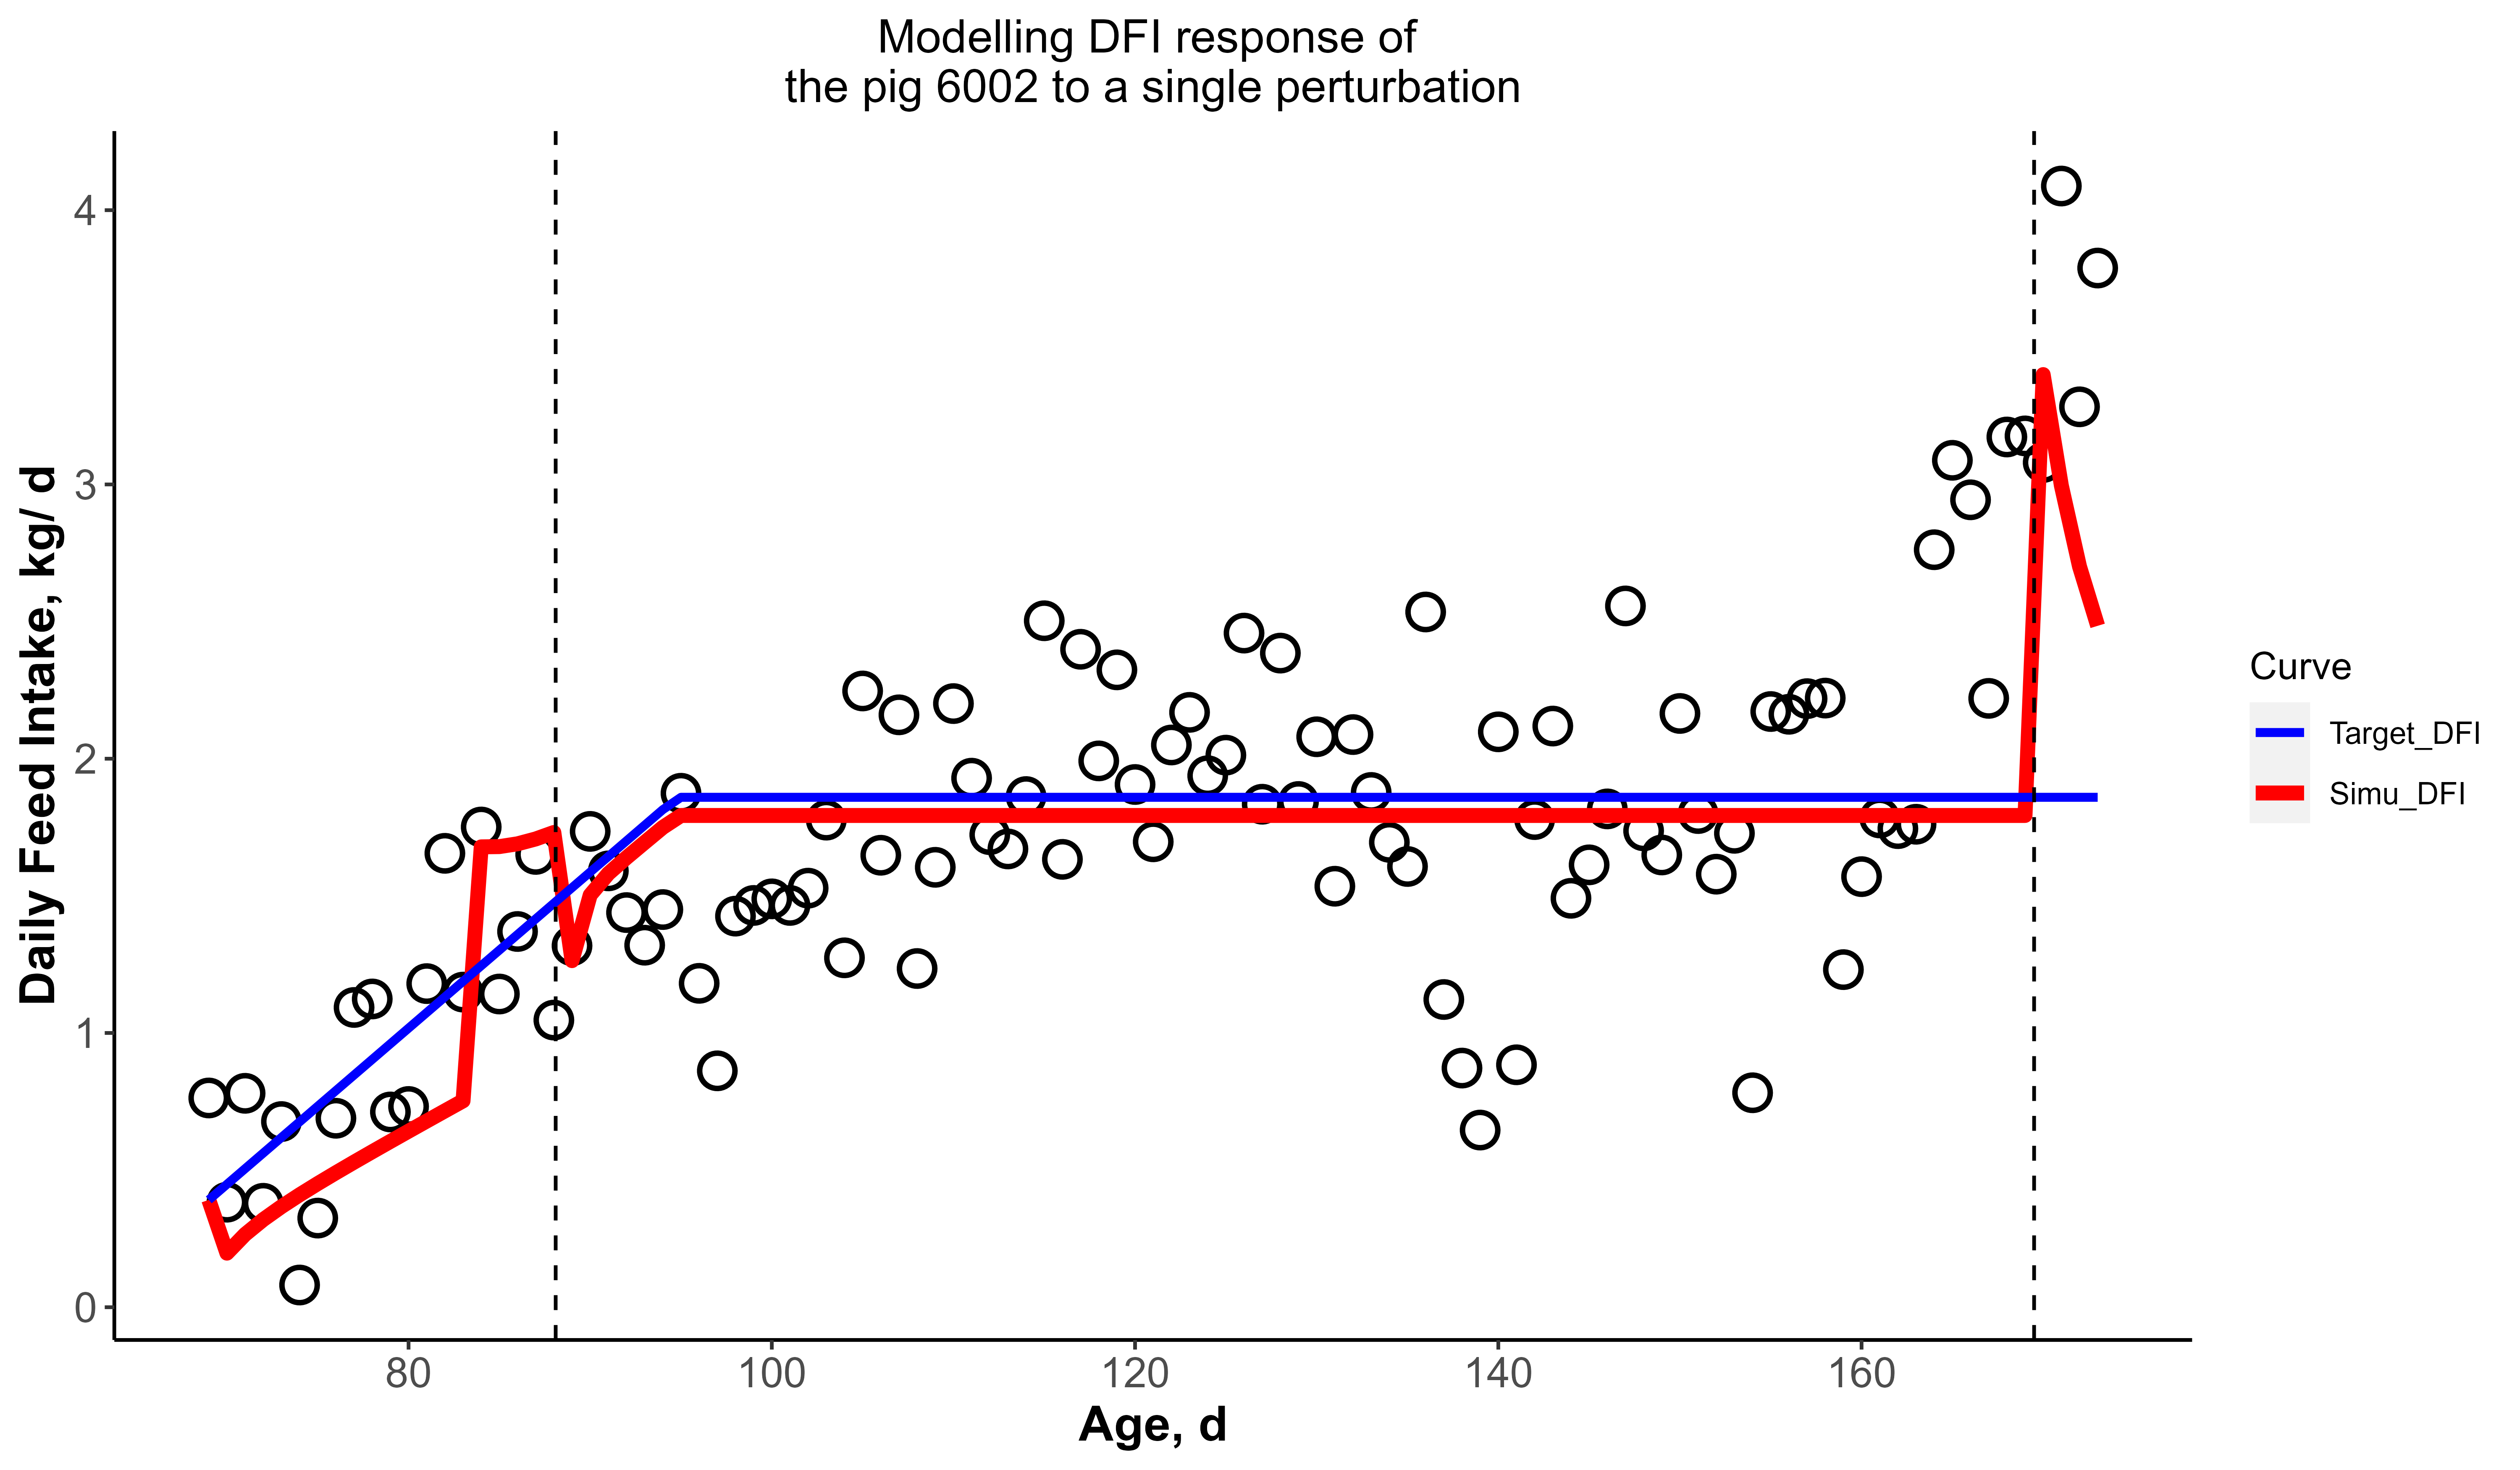 Modelling DFI response of
the pig 6002 to a single perturbation
Daily Feed Intake, kg/ d
4
3
2
1
0
80
100
120
140
160
Age, d
Curve
Target_DFI
Simu_DFI